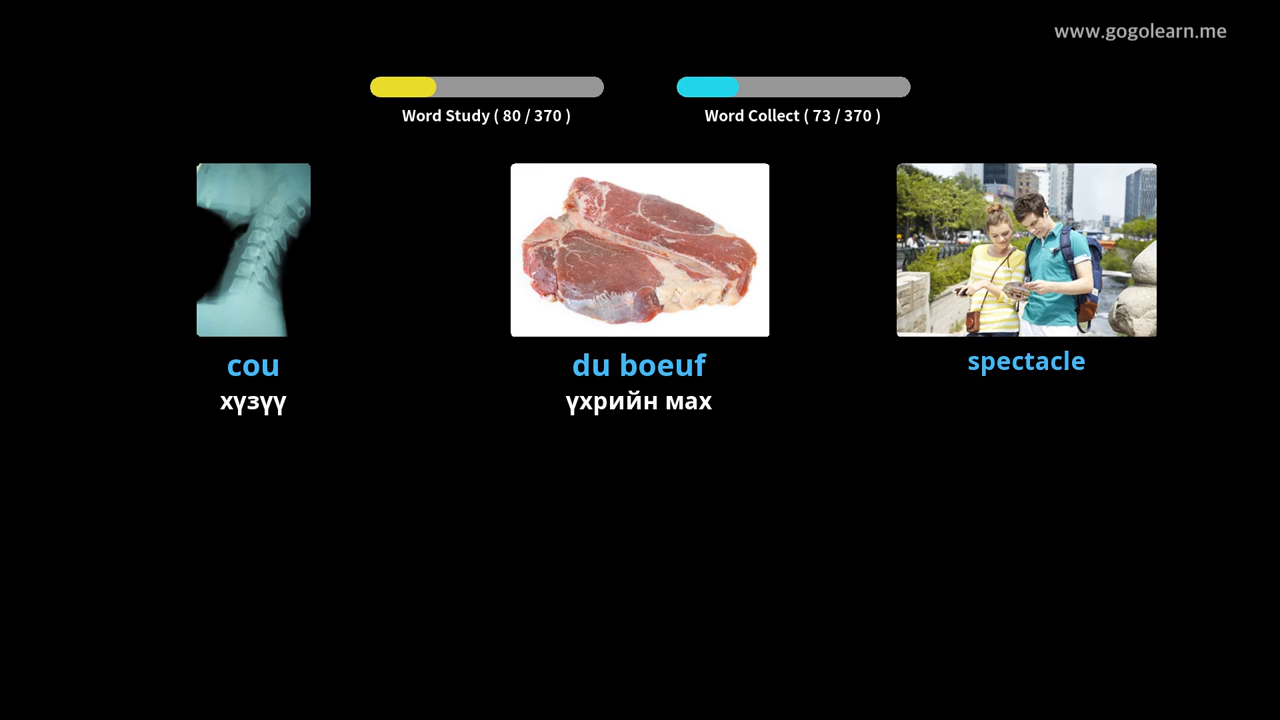 www.gogolearn.me
Word Study ( 80 / 370 )
Word Collect ( 73 / 370 )
cou
хүзүү
du boeuf
үхрийн мах
spectacle